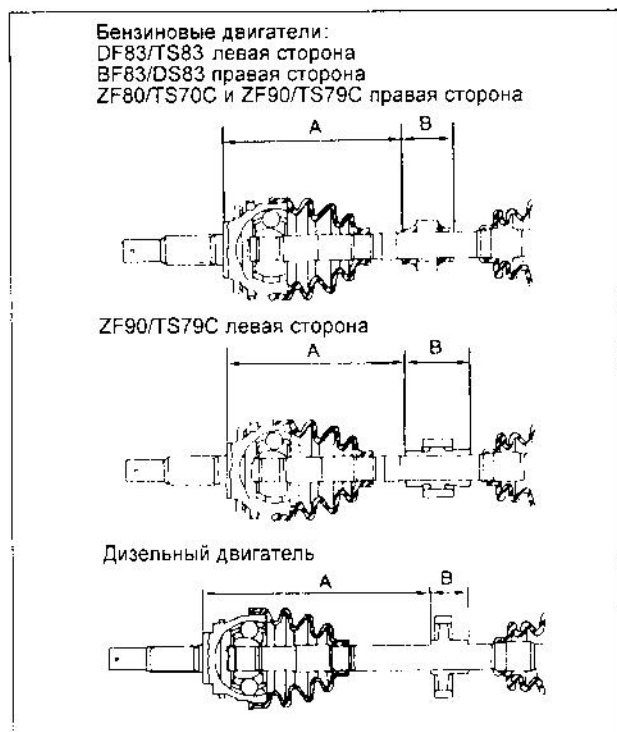 Бензиновые двигатели:
DF83/TS83 левая сторона
BF83/DS83 правая сторона
ZF80/TS70C и ZF90/TS79C правая сторона
A B
ZF90/TS79C левая сторона
A B
Дизельный двигатель
A B